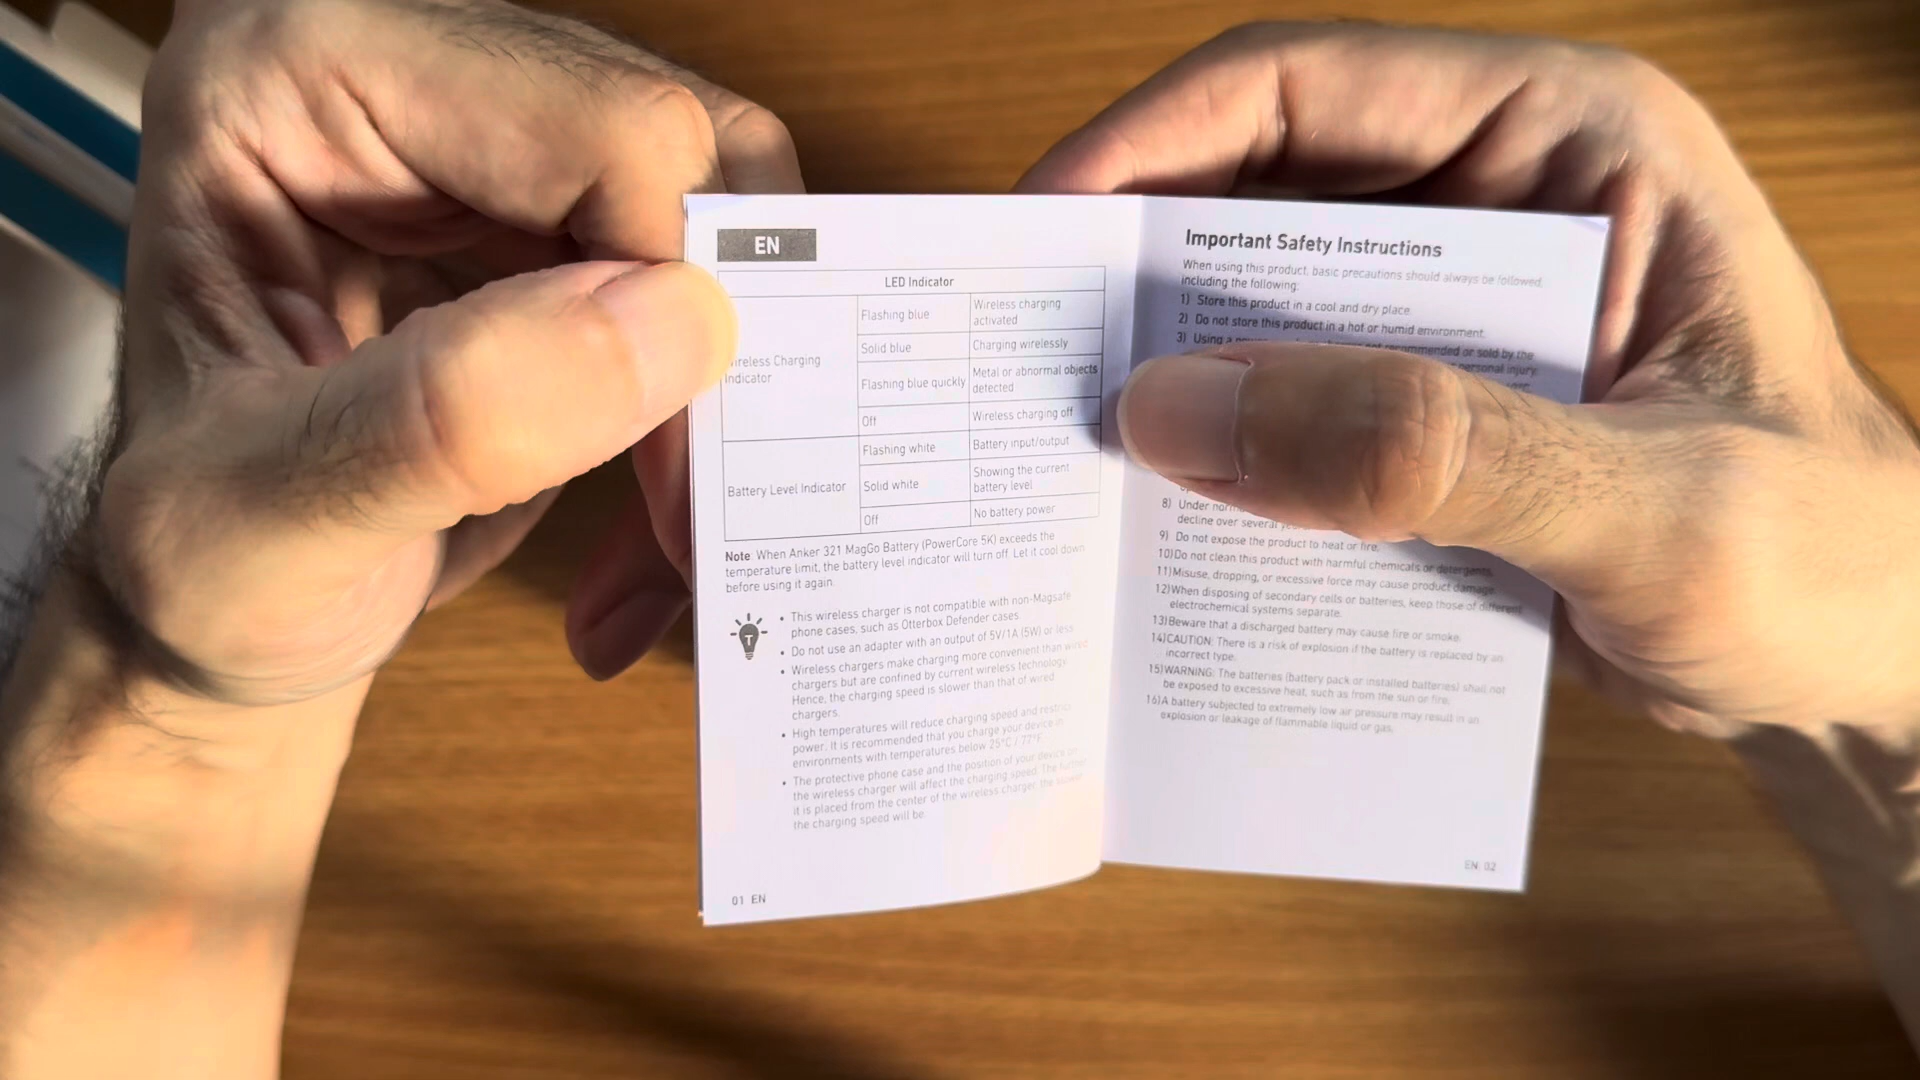 EN
LED Indicator
Wireless Charging
Indicator
Flashing blue
Wireless charging
activated
Solid blue
Charging wirelessly
Flashing blue quickly
Metal or abnormal objects
detected
Off
Wireless charging off
Battery Level Indicator
Flashing white
Battery input/output
Solid white
Showing the current
battery level
Off
No battery power
Note: When Anker 321 MagGo Battery (PowerCore 5K) exceeds the
temperature limit, the battery level indicator will turn off. Let it cool down
before using it again.
• This wireless charger is not compatible with non-Magsafe
phone cases, such as Otterbox Defender cases.
• Do not use an adapter with an output of 5V/1A (5W) or less.
• Wireless chargers make charging more convenient than wired
chargers but are confined by current wireless technology.
Hence, the charging speed is slower than that of wired
chargers.
• High temperatures will reduce charging speed and restrict
power. It is recommended that you charge your device in
environments with temperatures below 25°C / 77°F.
• The protective phone case and the position of your device on
the wireless charger will affect the charging speed. The further
it is placed from the center of the wireless charger, the slower
the charging speed will be.
01 EN
Important Safety Instructions
When using this product, basic precautions should always be followed,
including the following:
1) Store this product in a cool and dry place.
2) Do not store this product in a hot or humid environment.
3) Using a not recommended or sold by the
personal injury.
8) Under
decline over several
9) Do not expose the product to heat or fire.
10)Do not clean this product with harmful chemicals or detergents.
11)Misuse, dropping, or excessive force may cause product damage.
12)When disposing of secondary cells or batteries, keep those of different
electrochemical systems separate.
13)Beware that a discharged battery may cause fire or smoke.
14)CAUTION: There is a risk of explosion if the battery is replaced by an
incorrect type.
15)WARNING: The batteries (battery pack or installed batteries) shall not
be exposed to excessive heat, such as from the sun or fire.
16)A battery subjected to extremely low air pressure may result in an
explosion or leakage of flammable liquid or gas.
EN 02